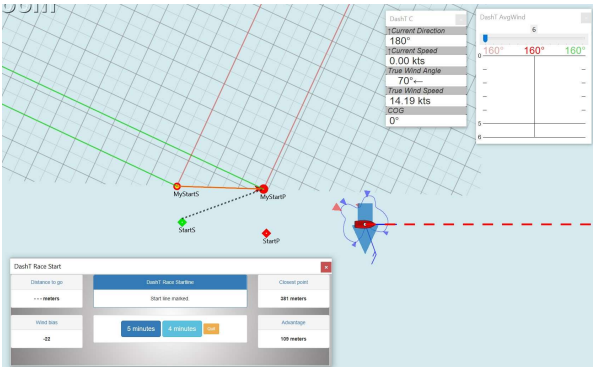 DashT C
↑Current Direction
180°
↑Current Speed
0.00 kts
True Wind Angle
70°←
True Wind Speed
14.19 kts
COG
0°
DashT AvgWind
6
160° 160° 160°
0
5
6
MyStartS
MyStartP
StartS
StartP
DashT Race Start
Distance to go
- - - meters
DashT Race Startline
Start line marked.
Closest point
381 meters
Wind bias
-22
5 minutes 4 minutes Quit
Advantage
109 meters